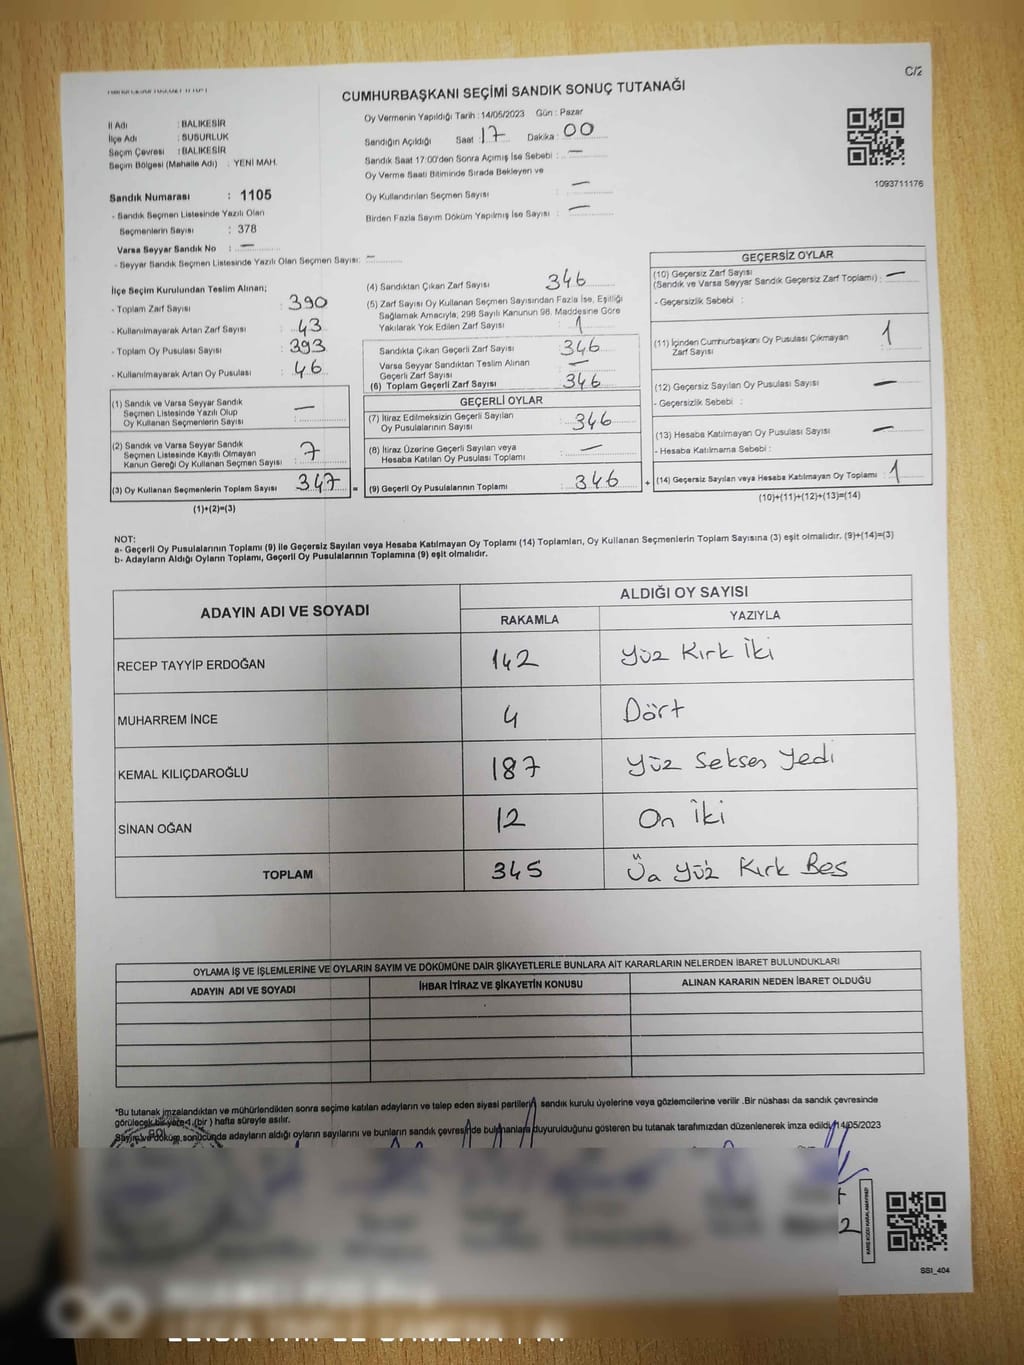 C/2
CUMHURBAŞKANI SEÇİMİ SANDIK SONUÇ TUTANAĞI
Oy Vermenin Yapıldığı Tarih : 14/05/2023 Gün : Pazar
İl Adı : BALIKESİR
İlçe Adı : SUSURLUK
Seçim Çevresi : BALIKESİR
Seçim Bölgesi (Mahalle Adı) : YENİ MAH.
Sandık Numarası : 1105
- Sandık Seçmen Listesinde Yazılı Olan
Seçmenlerin Sayısı : 378
Varsa Seyyar Sandık No : —
- Seyyar Sandık Seçmen Listesinde Yazılı Olan Seçmen Sayısı : —
Sandığın Açıldığı Saat : 17 Dakika : 00
Sandık Saat 17:00'den Sonra Açımış İse Sebebi : —
Oy Verme Saati Bitiminde Sırada Bekleyen ve
Oy Kullandırılan Seçmen Sayısı : —
Birden Fazla Sayım Döküm Yapılmış İse Sayısı : —
1093711176
İlçe Seçim Kurulundan Teslim Alınan;
- Toplam Zarf Sayısı : 390
- Kullanılmayarak Artan Zarf Sayısı : 43
- Toplam Oy Pusulası Sayısı : 393
- Kullanılmayarak Artan Oy Pusulası : 46
(1) Sandık ve Varsa Seyyar Sandık
Seçmen Listesinde Yazılı Olup
Oy Kullanan Seçmenlerin Sayısı : —
(2) Sandık ve Varsa Seyyar Sandık
Seçmen Listesinde Kayıtlı Olmayan
Kanun Gereği Oy Kullanan Seçmen Sayısı : 7
(3) Oy Kullanan Seçmenlerin Toplam Sayısı : 347
(1)+(2)=(3)
(4) Sandıktan Çıkan Zarf Sayısı : 346
(5) Zarf Sayısı Oy Kullanan Seçmen Sayısından Fazla İse, Eşitliği
Sağlamak Amacıyla, 298 Sayılı Kanunun 98. Maddesine Göre
Yakılarak Yok Edilen Zarf Sayısı : 1
Sandıkta Çıkan Geçerli Zarf Sayısı : 346
Varsa Seyyar Sandıktan Teslim Alınan
Geçerli Zarf Sayısı : —
(6) Toplam Geçerli Zarf Sayısı : 346
GEÇERLİ OYLAR
(7) İtiraz Edilmeksizin Geçerli Sayılan
Oy Pusulalarının Sayısı : 346
(8) İtiraz Üzerine Geçerli Sayılan veya
Hesaba Katılan Oy Pusulası Toplamı : —
= (9) Geçerli Oy Pusulalarının Toplamı : 346
GEÇERSİZ OYLAR
(10) Geçersiz Zarf Sayısı
(Sandık ve Varsa Seyyar Sandık Geçersiz Zarf Toplamı) : —
- Geçersizlik Sebebi :
(11) İçinden Cumhurbaşkanı Oy Pusulası Çıkmayan
Zarf Sayısı : 1
(12) Geçersiz Sayılan Oy Pusulası Sayısı : —
- Geçersizlik Sebebi :
(13) Hesaba Katılmayan Oy Pusulası Sayısı : —
- Hesaba Katılmama Sebebi :
+ (14) Geçersiz Sayılan veya Hesaba Katılmayan Oy Toplamı : 1
(10)+(11)+(12)+(13)=(14)
NOT:
a- Geçerli Oy Pusulalarının Toplamı (9) ile Geçersiz Sayılan veya Hesaba Katılmayan Oy Toplamı (14) Toplamları, Oy Kullanan Seçmenlerin Toplam Sayısına (3) eşit olmalıdır. (9)+(14)=(3)
b- Adayların Aldığı Oyların Toplamı, Geçerli Oy Pusulalarının Toplamına (9) eşit olmalıdır.
ADAYIN ADI VE SOYADI ALDIĞI OY SAYISI
RAKAMLA YAZIYLA
RECEP TAYYİP ERDOĞAN 142 Yüz Kırk İki
MUHARREM İNCE 4 Dört
KEMAL KILIÇDAROĞLU 187 Yüz Seksen Yedi
SİNAN OĞAN 12 On İki
TOPLAM 345 Üç Yüz Kırk Beş
OYLAMA İŞ VE İŞLEMLERİNE VE OYLARIN SAYIM VE DÖKÜMÜNE DAİR ŞİKAYETLERLE BUNLARA AİT KARARLARIN NELERDEN İBARET BULUNDUKLARI
ADAYIN ADI VE SOYADI İHBAR İTİRAZ VE ŞİKAYETİN KONUSU ALINAN KARARIN NEDEN İBARET OLDUĞU
*Bu tutanak imzalandıktan ve mühürlendikten sonra seçime katılan adayların ve talep eden siyasi partilerin sandık kurulu üyelerine veya gözlemcilerine verilir .Bir nüshası da sandık çevresinde
görülecek bir yere 1 (bir ) hafta süreyle asılır.
Sayım ve döküm sonucunda adayların aldığı oyların sayılarını ve bunların sandık çevresinde bulunanlara duyurulduğunu gösteren bu tutanak tarafımızdan düzenlenerek imza edildi. 14/05/2023
SSI_404